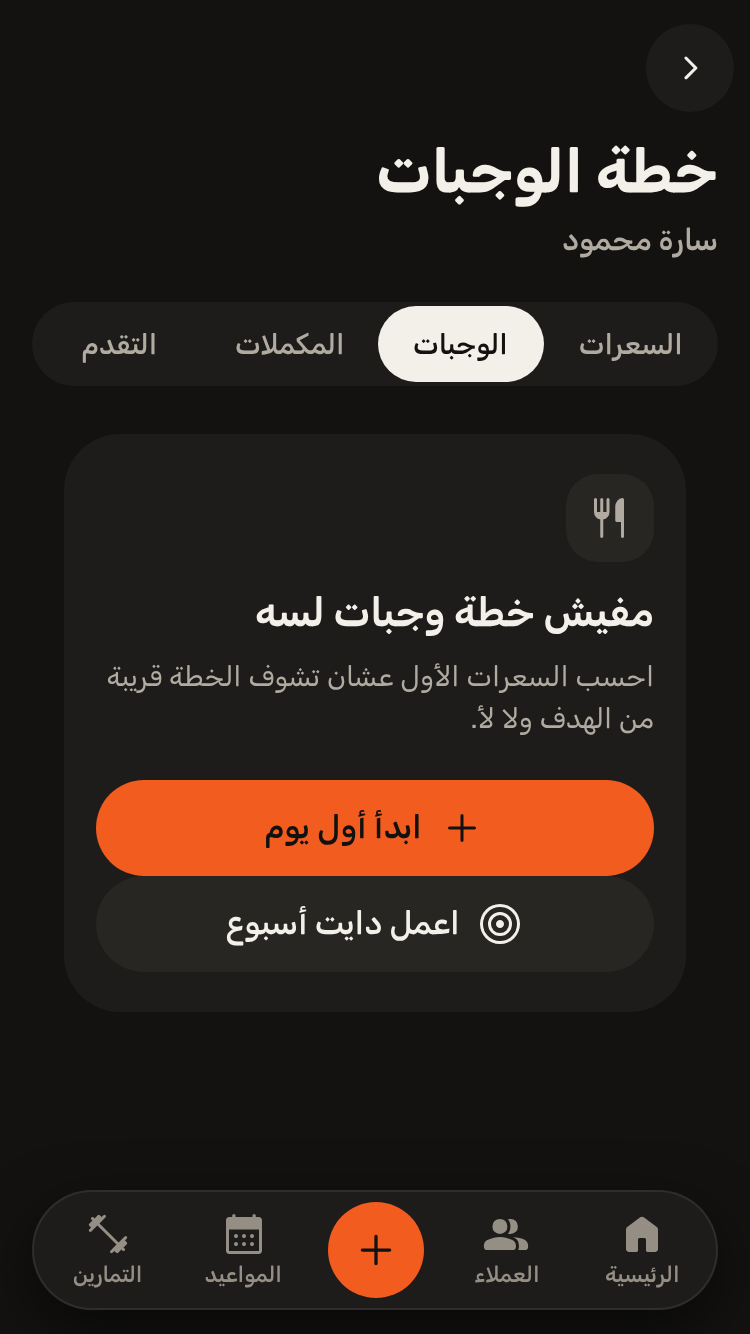 خطة الوجبات
سارة محمود
السعرات
الوجبات
المكملات
التقدم
مفيش خطة وجبات لسه
احسب السعرات الأول عشان تشوف الخطة قريبة
من الهدف ولا لأ.
ابدأ أول يوم
اعمل دايت أسبوع
الرئيسية
العملاء
المواعيد
التمارين